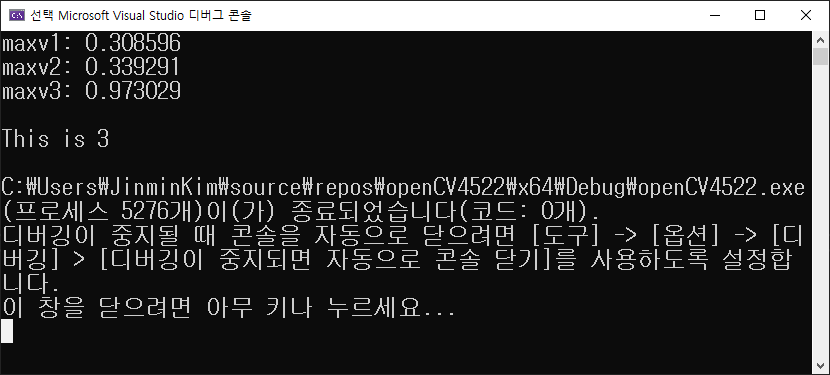 선택 Microsoft Visual Studio 디버그 콘솔
maxv1: 0.308596
maxv2: 0.339291
maxv3: 0.973029
This is 3
C:₩Users₩JinminKim₩source₩repos₩openCV4522₩x64₩Debug₩openCV4522.exe
(프로세스 5276개)이(가) 종료되었습니다(코드: 0개).
디버깅이 중지될 때 콘솔을 자동으로 닫으려면 [도구] -> [옵션] -> [디
버깅] > [디버깅이 중지되면 자동으로 콘솔 닫기]를 사용하도록 설정합
니다.
이 창을 닫으려면 아무 키나 누르세요...